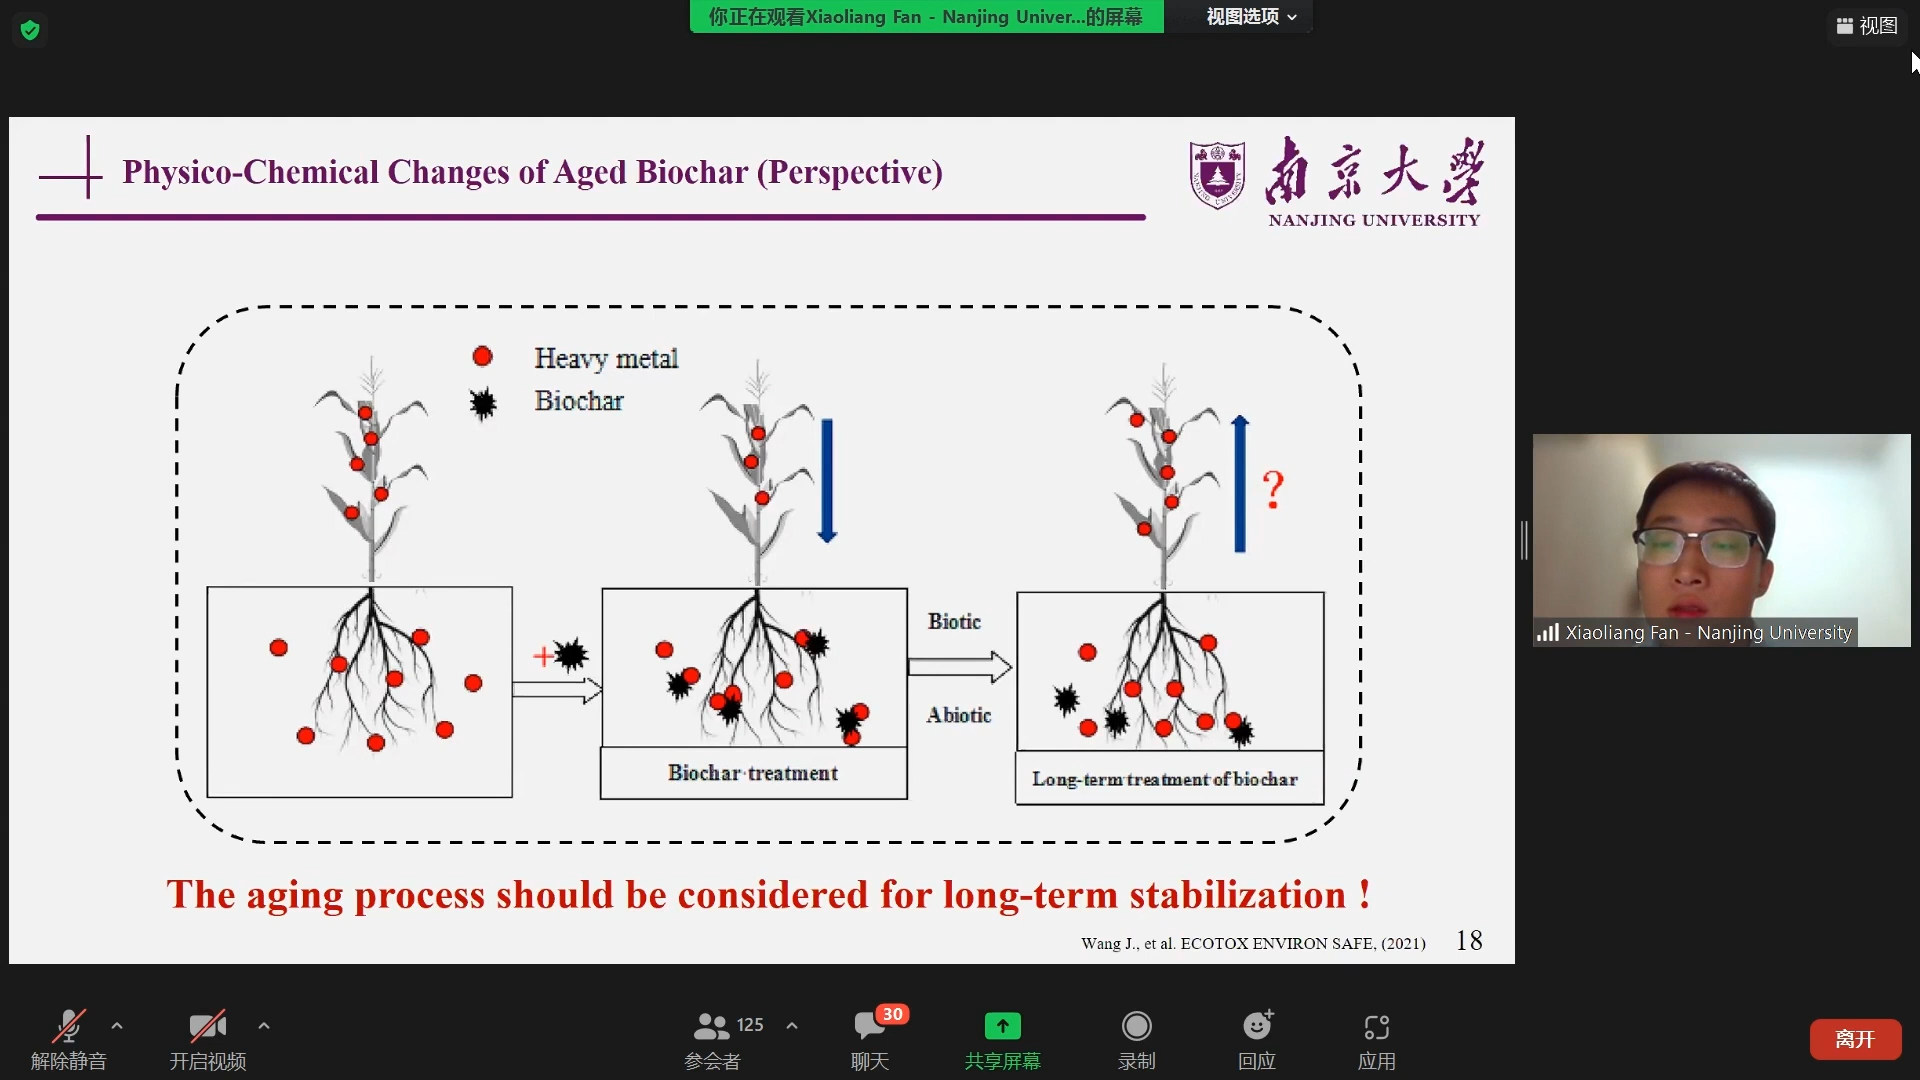 你正在观看Xiaoliang Fan - Nanjing Univer...的屏幕
视图选项
视图
Physico-Chemical Changes of Aged Biochar (Perspective)
南京大學
NANJING UNIVERSITY
Heavy metal
Biochar
?
+
Biotic
Abiotic
Biochar treatment
Long-term treatment of biochar
The aging process should be considered for long-term stabilization !
Wang J., et al. ECOTOX ENVIRON SAFE, (2021)
18
Xiaoliang Fan - Nanjing University
解除静音
开启视频
125
参会者
30
聊天
共享屏幕
录制
回应
应用
离开